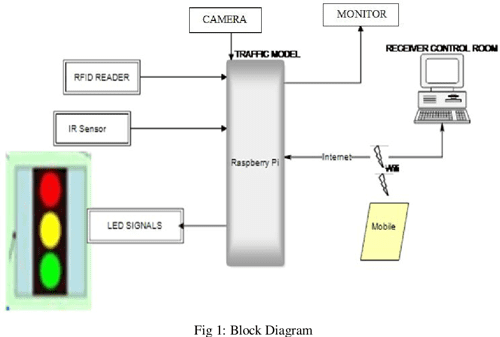 CAMERA
MONITOR
TRAFFIC MODEL
RECEIVER CONTROL ROOM
RFID READER
IR Sensor
Raspberry Pi
Internet
Wifi
LED SIGNALS
Mobile
Fig 1: Block Diagram